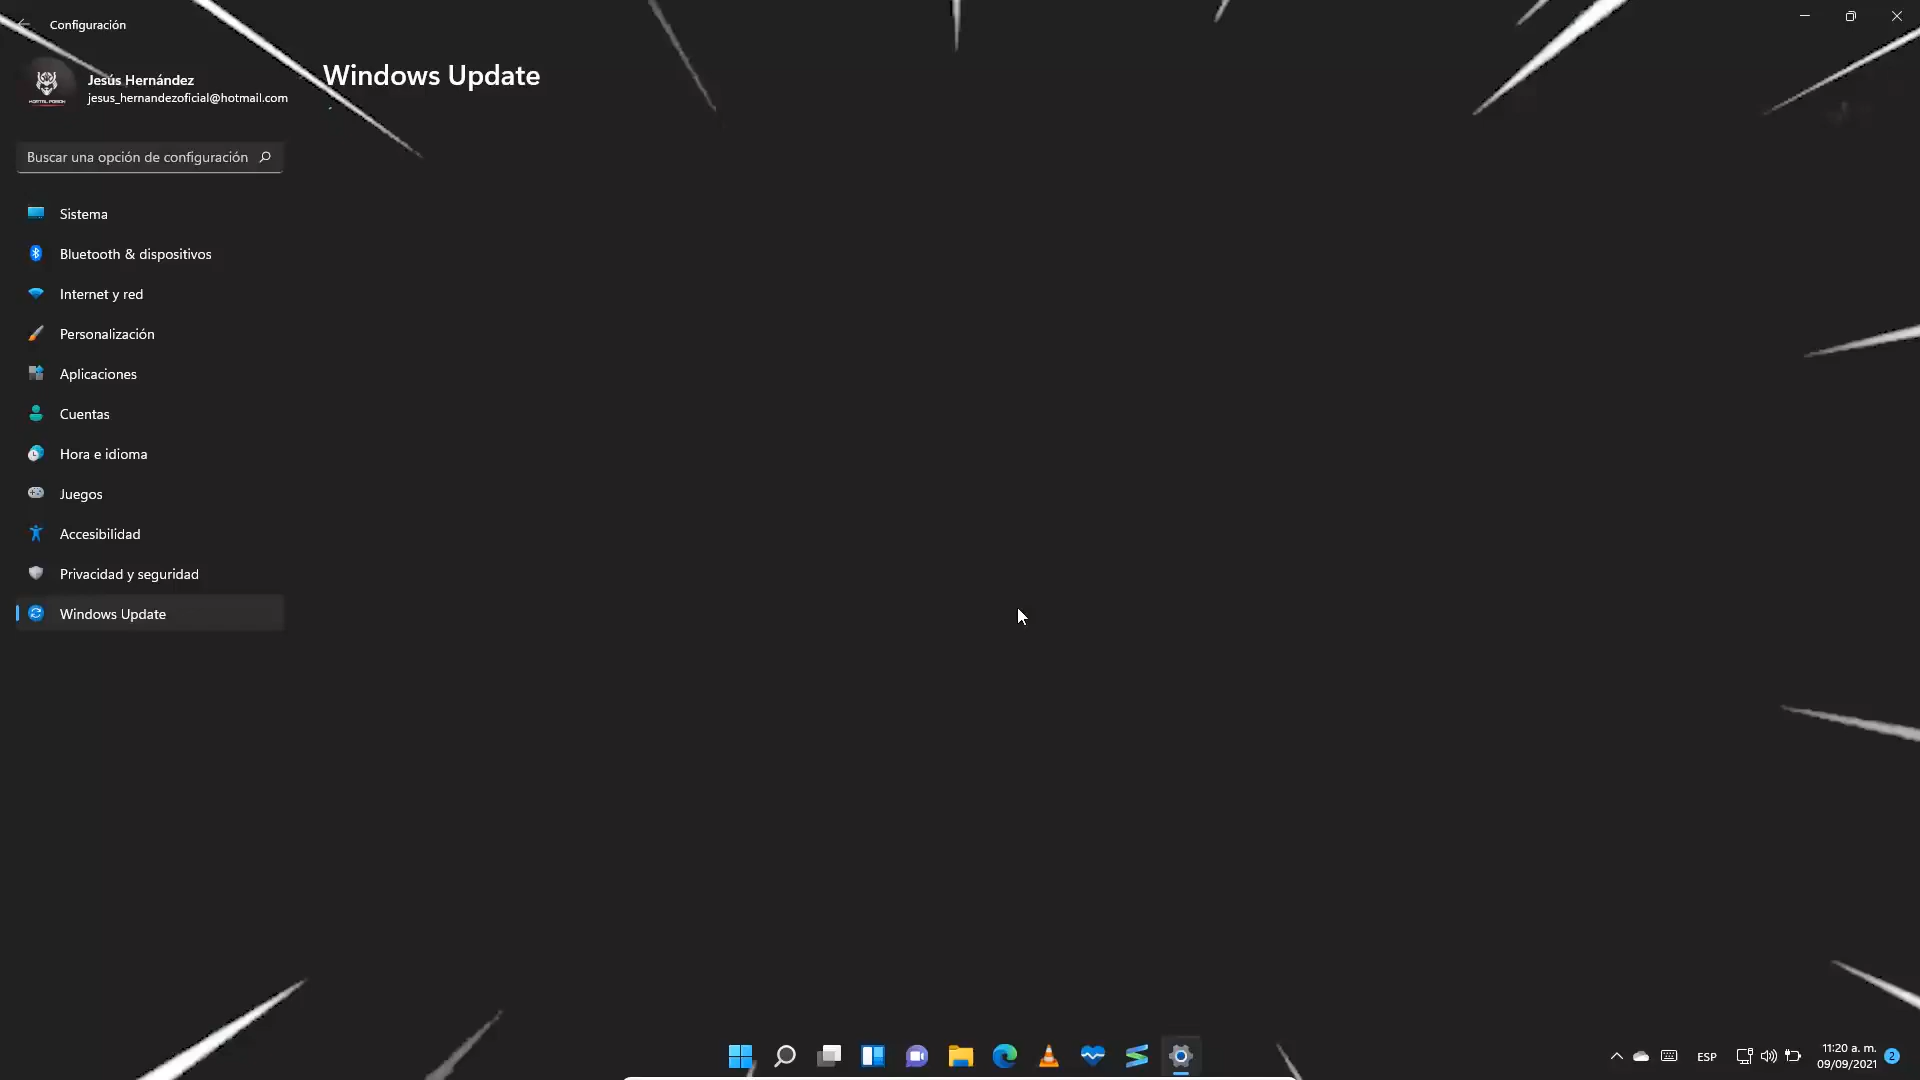 Configuración
Jesús Hernández
jesus_hernandezoficial@hotmail.com
Windows Update
Buscar una opción de configuración
Sistema
Bluetooth & dispositivos
Internet y red
Personalización
Aplicaciones
Cuentas
Hora e idioma
Juegos
Accesibilidad
Privacidad y seguridad
Windows Update
ESP
11:20 a. m.
09/09/2021
2